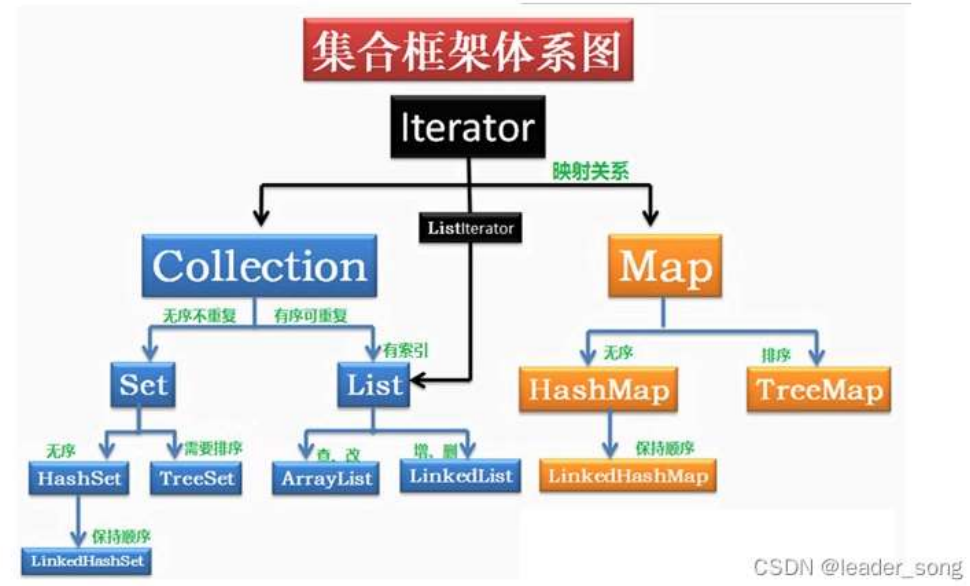 集合框架体系图
Iterator
映射关系
ListIterator
Collection
Map
无序不重复
有序可重复
有索引
无序
排序
Set
List
HashMap
TreeMap
无序
需要排序
查、改
增、删
保持顺序
HashSet
TreeSet
ArrayList
LinkedList
LinkedHashMap
保持顺序
LinkedHashSet
CSDN @leader_song